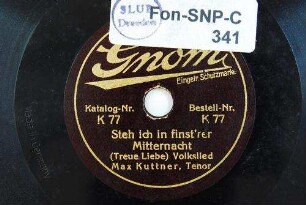 SLUB
Dresden
Fon-SNP-C
341
Gnom
Eingetr. Schutzmarke.
Katalog-Nr. Bestell-Nr.
K 77 K 77
Steh ich in finst'rer
Mitternacht
(Treue Liebe) Volkslied
Max Kuttner, Tenor